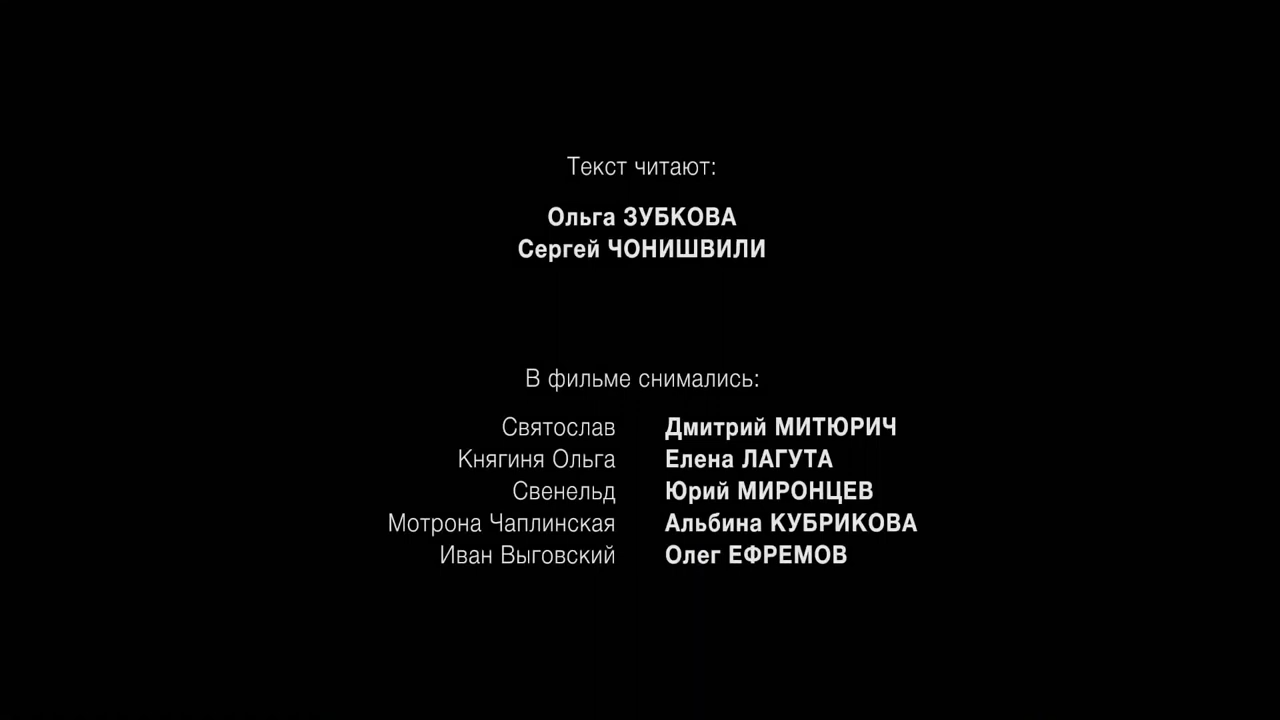 Текст читают:
Ольга ЗУБКОВА
Сергей ЧОНИШВИЛИ
В фильме снимались:
Святослав Дмитрий МИТЮРИЧ
Княгиня Ольга Елена ЛАГУТА
Свенельд Юрий МИРОНЦЕВ
Мотрона Чаплинская Альбина КУБРИКОВА
Иван Выговский Олег ЕФРЕМОВ